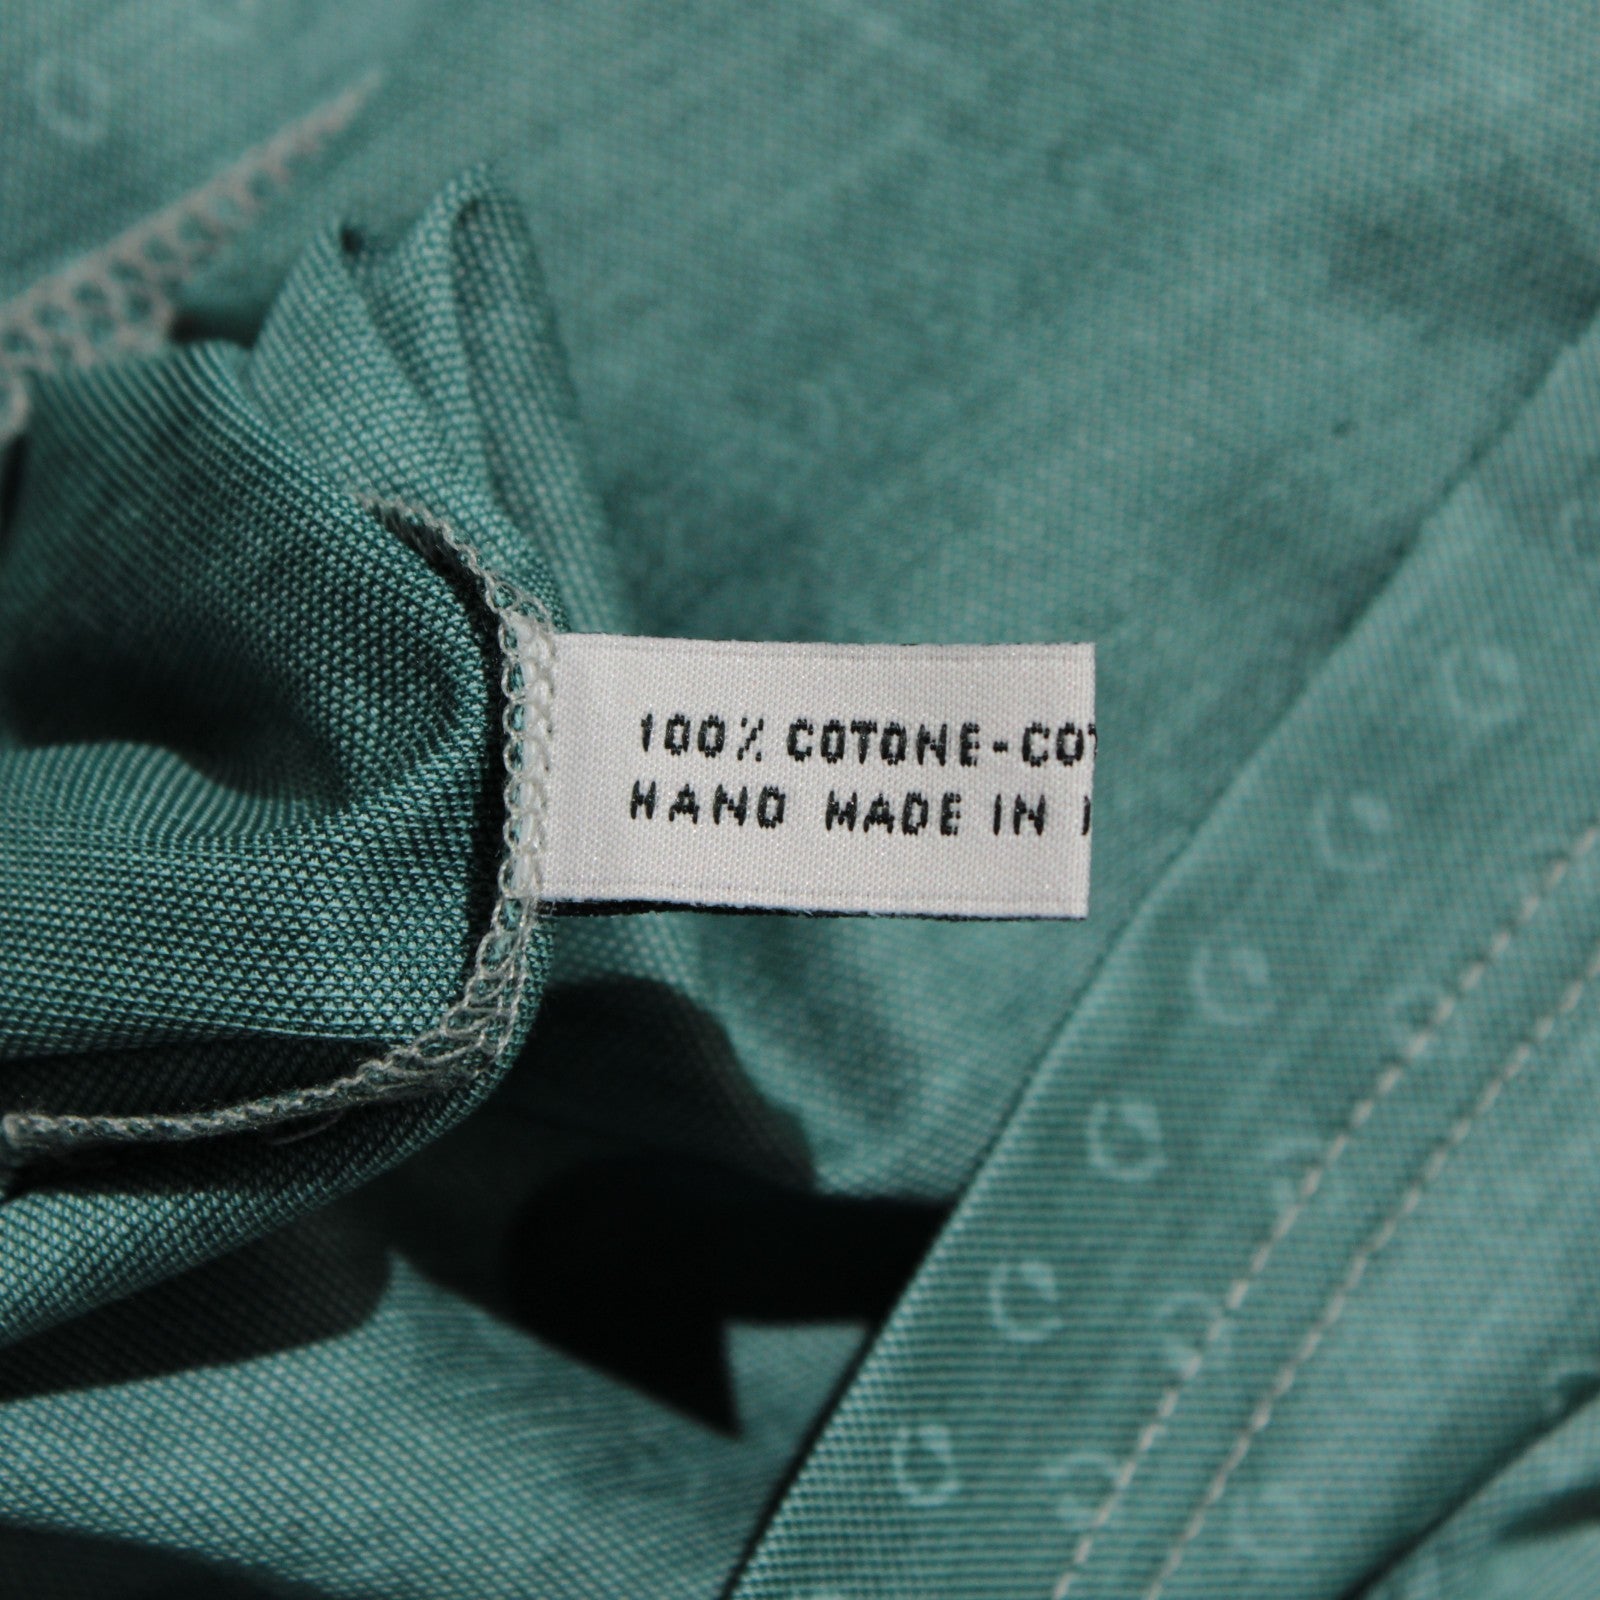 100% COTONE-CO
HAND MADE IN